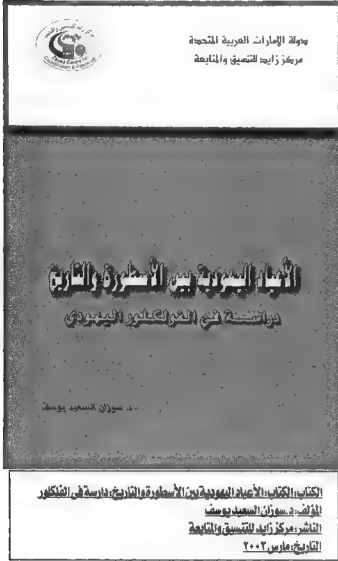 دولة الإمارات العربية المتحدة
مركز زايد للتنسيق والمتابعة
الأعياد اليهودية بين الأسطورة والتاريخ
دراسة في الفولكلور اليهودي
د. سوزان السعيد يوسف
الكتاب: الكتاب: الأعياد اليهودية بين الأسطورة والتاريخ: دارسة في الفلكلور
المؤلف: د. سوزان السعيد يوسف
الناشر: مركز زايد للتنسيق والمتابعة
التاريخ: مارس ٢٠٠٢